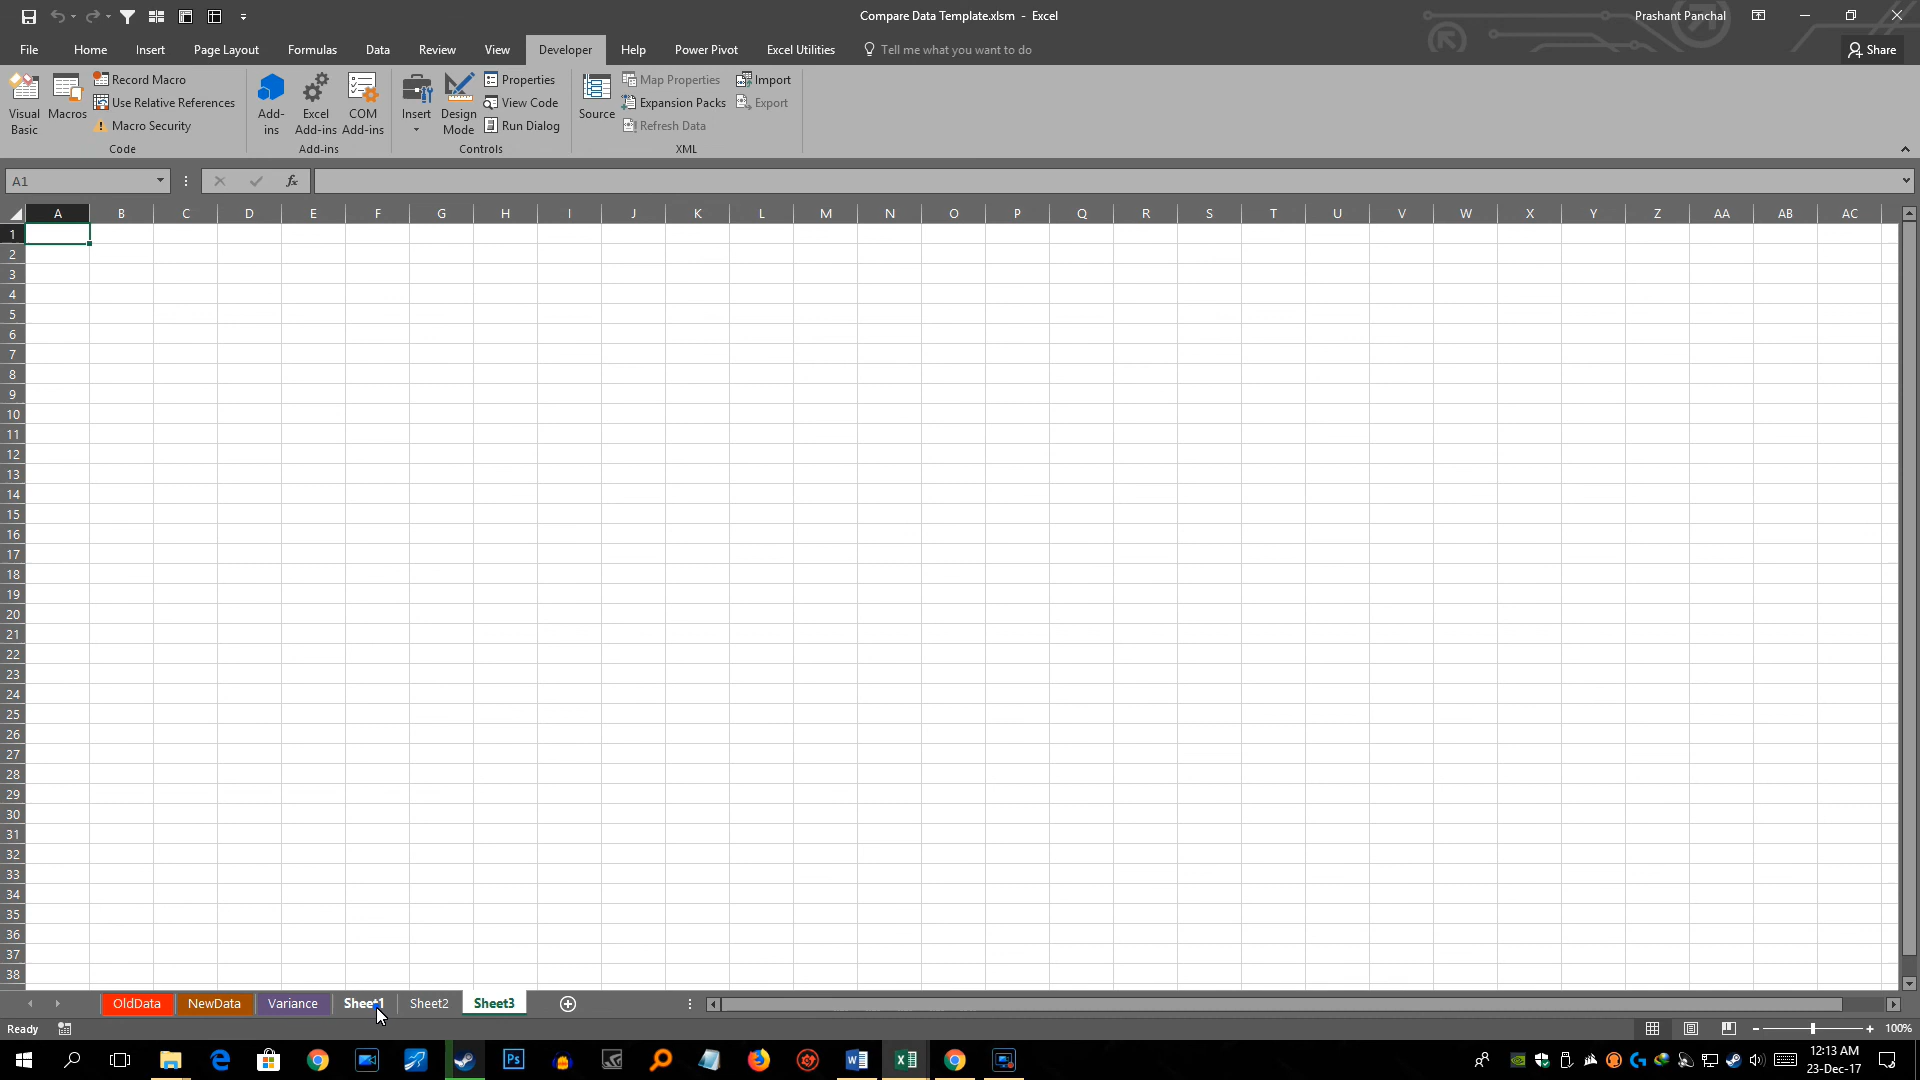 Compare Data Template.xlsm - Excel
Prashant Panchal
File Home Insert Page Layout Formulas Data Review View Developer Help Power Pivot Excel Utilities Tell me what you want to do
Share
Visual Basic
Macros
Record Macro
Use Relative References
Macro Security
Code
Add-ins
Excel Add-ins
COM Add-ins
Add-ins
Insert
Design Mode
Properties
View Code
Run Dialog
Controls
Source
Map Properties
Expansion Packs
Refresh Data
Import
Export
XML
A1
fx
A B C D E F G H I J K L M N O P Q R S T U V W X Y Z AA AB AC
1
2
3
4
5
6
7
8
9
10
11
12
13
14
15
16
17
18
19
20
21
22
23
24
25
26
27
28
29
30
31
32
33
34
35
36
37
38
OldData NewData Variance Sheet1 Sheet2 Sheet3
Ready
100%
Ps
12:13 AM
23-Dec-17